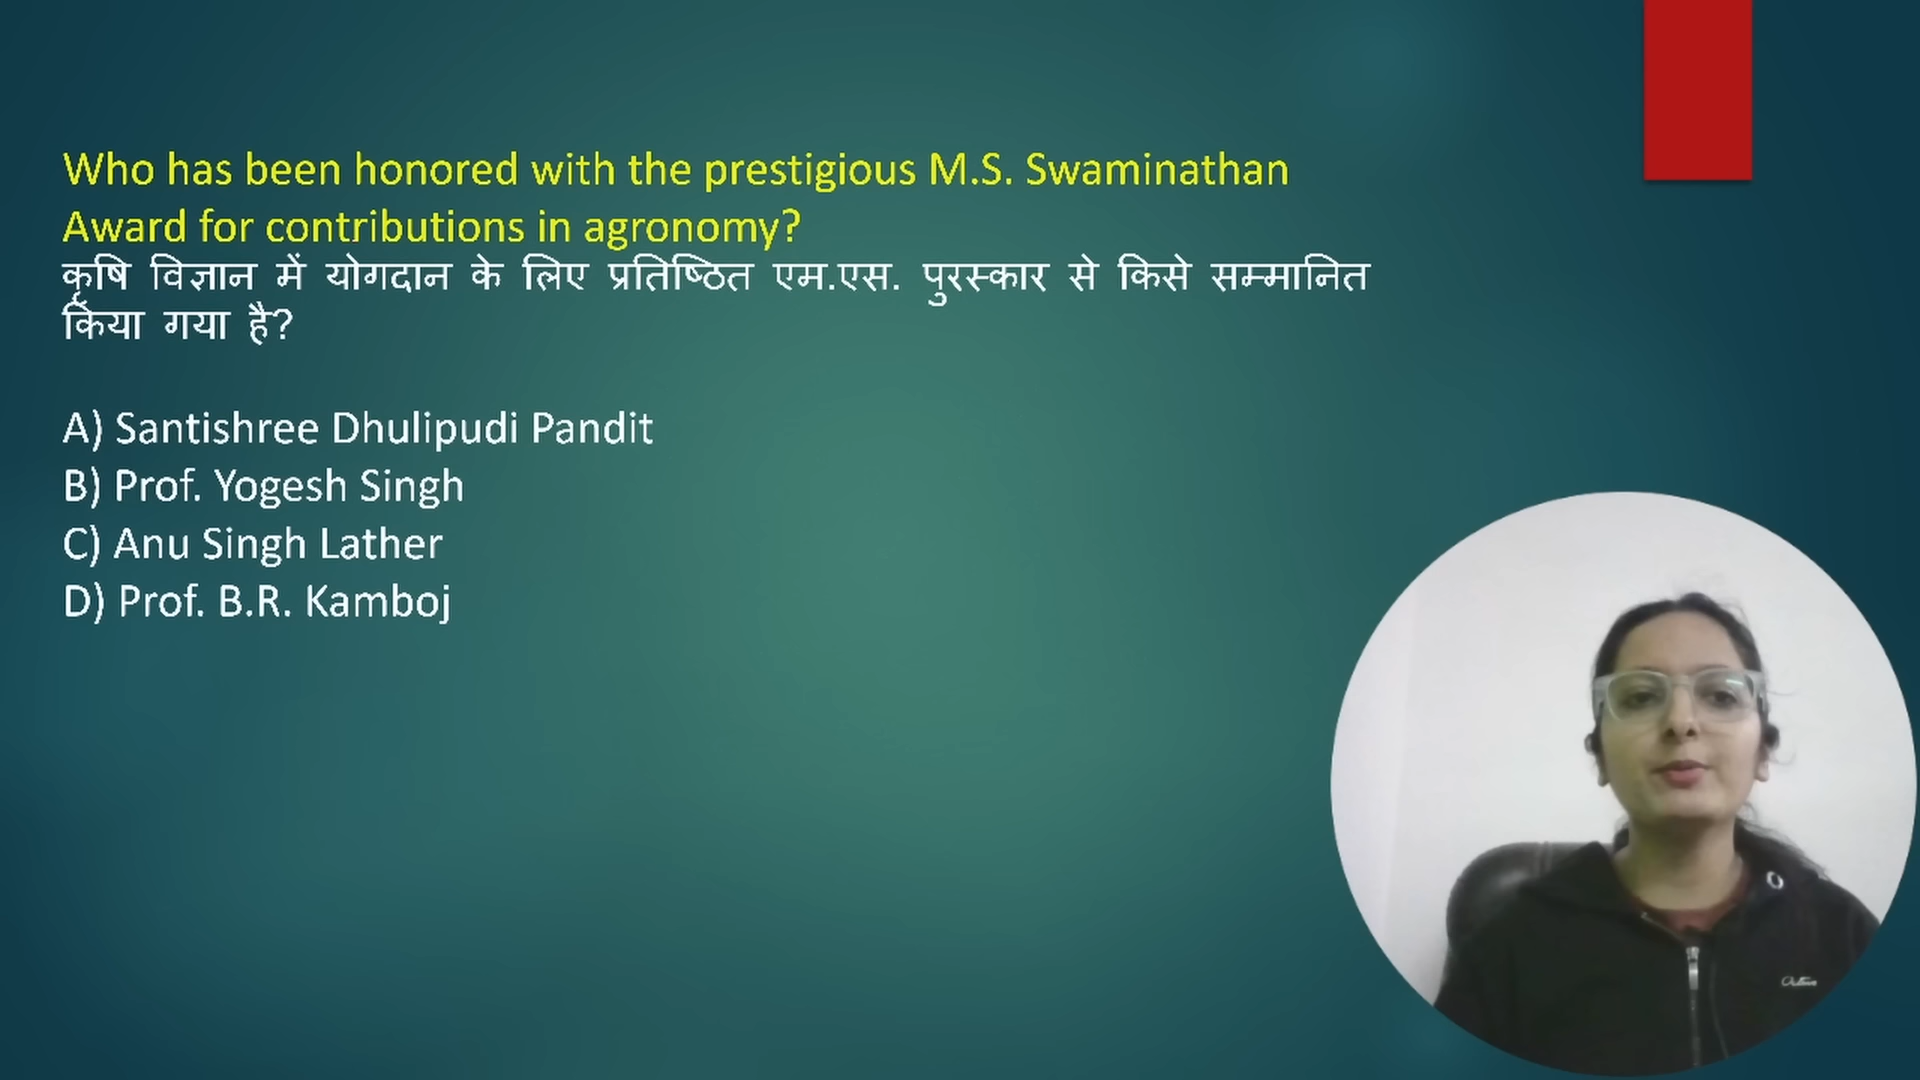 Who has been honored with the prestigious M.S. Swaminathan
Award for contributions in agronomy?
कृषि विज्ञान में योगदान के लिए प्रतिष्ठित एम.एस. पुरस्कार से किसे सम्मानित
किया गया है?
A) Santishree Dhulipudi Pandit
B) Prof. Yogesh Singh
C) Anu Singh Lather
D) Prof. B.R. Kamboj